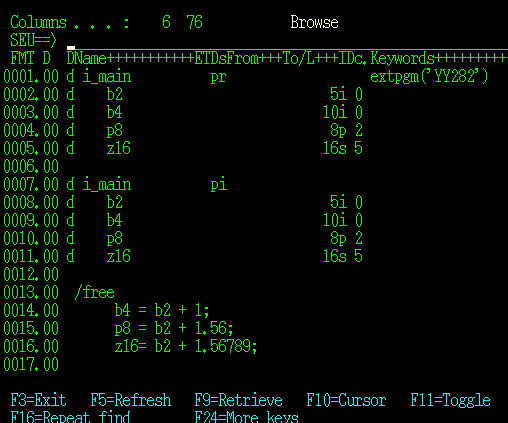 Columns . . . :    6  76            Browse
SEU==>
FMT D  DName+++++++++++ETDsFrom+++To/L+++IDc.Keywords+++++++++
0001.00 d i_main          pr                  extpgm('YY282')
0002.00 d    b2                          5i 0
0003.00 d    b4                         10i 0
0004.00 d    p8                          8p 2
0005.00 d    z16                        16s 5
0006.00
0007.00 d i_main          pi
0008.00 d    b2                          5i 0
0009.00 d    b4                         10i 0
0010.00 d    p8                          8p 2
0011.00 d    z16                        16s 5
0012.00
0013.00  /free
0014.00       b4 = b2 + 1;
0015.00       p8 = b2 + 1.56;
0016.00       z16= b2 + 1.56789;
0017.00
F3=Exit   F5=Refresh   F9=Retrieve   F10=Cursor   F11=Toggle
F16=Repeat find        F24=More keys